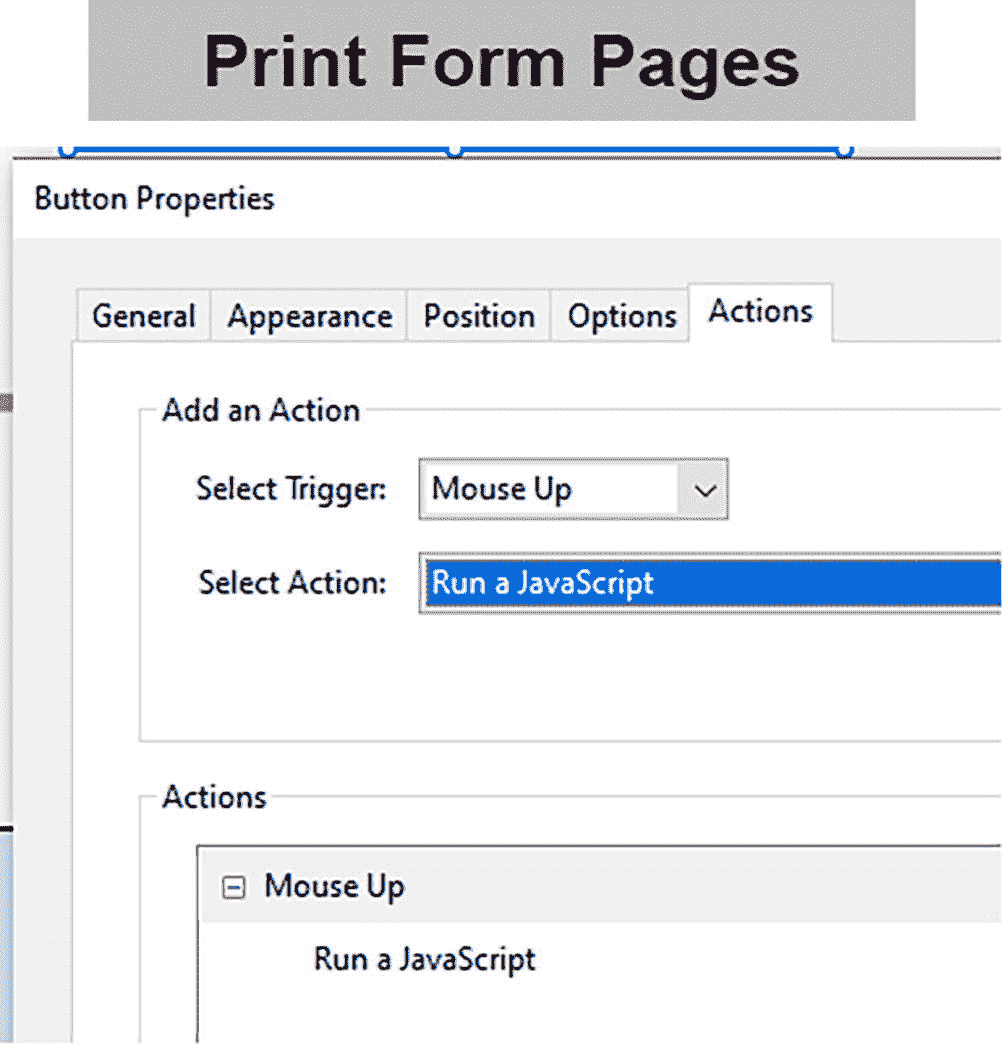 Print Form Pages
Button Properties
General Appearance Position Options Actions
Add an Action
Select Trigger: Mouse Up
Select Action: Run a JavaScript
Actions
Mouse Up
Run a JavaScript